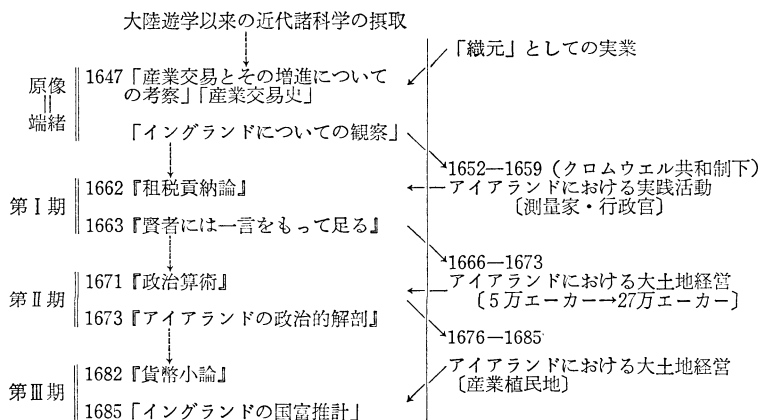 大陸遊学以来の近代諸科学の摂取
「織元」としての実業
原像
‖
端緒
1647「産業交易とその増進について
の考察」「産業交易史」
「イングランドについての観察」
1652—1659（クロムウエル共和制下）
アイアランドにおける実践活動
〔測量家・行政官〕
第Ⅰ期
1662『租税貢納論』
1663『賢者には一言をもって足る』
1666—1673
アイアランドにおける大土地経営
〔5万エーカー→27万エーカー〕
第Ⅱ期
1671『政治算術』
1673『アイアランドの政治的解剖』
1676—1685
アイアランドにおける大土地経営
〔産業植民地〕
第Ⅲ期
1682『貨幣小論』
1685「イングランドの国富推計」